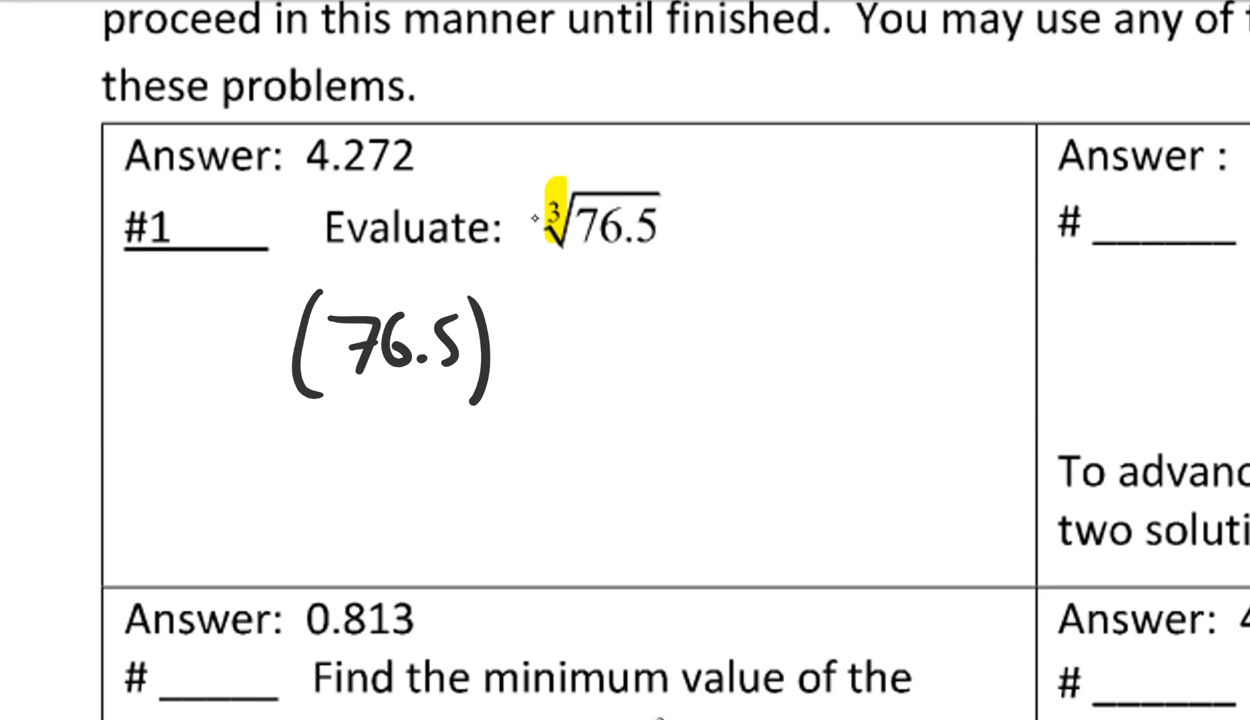 proceed in this manner until finished. You may use any of
these problems.
Answer: 4.272
#1 Evaluate: ∛76.5
(76.5)
Answer :
# ______
To advanc
two soluti
Answer: 0.813
# _____ Find the minimum value of the
Answer:
# ______